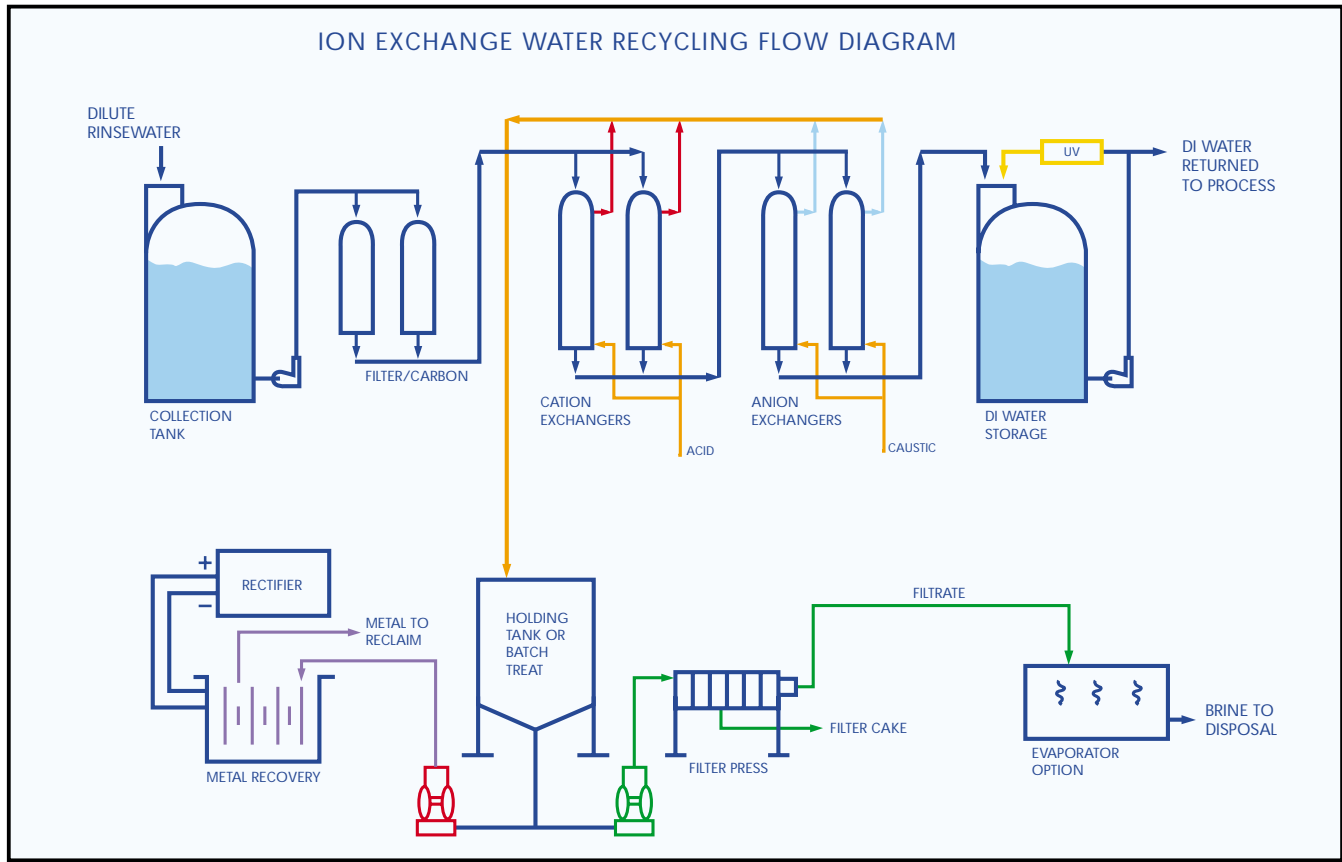 ION EXCHANGE WATER RECYCLING FLOW DIAGRAM
DILUTE
RINSEWATER
UV
DI WATER
RETURNED
TO PROCESS
FILTER/CARBON
COLLECTION
TANK
CATION
EXCHANGERS
ANION
EXCHANGERS
DI WATER
STORAGE
ACID
CAUSTIC
+
RECTIFIER
–
METAL TO
RECLAIM
HOLDING
TANK OR
BATCH
TREAT
FILTRATE
FILTER CAKE
BRINE TO
DISPOSAL
METAL RECOVERY
FILTER PRESS
EVAPORATOR
OPTION